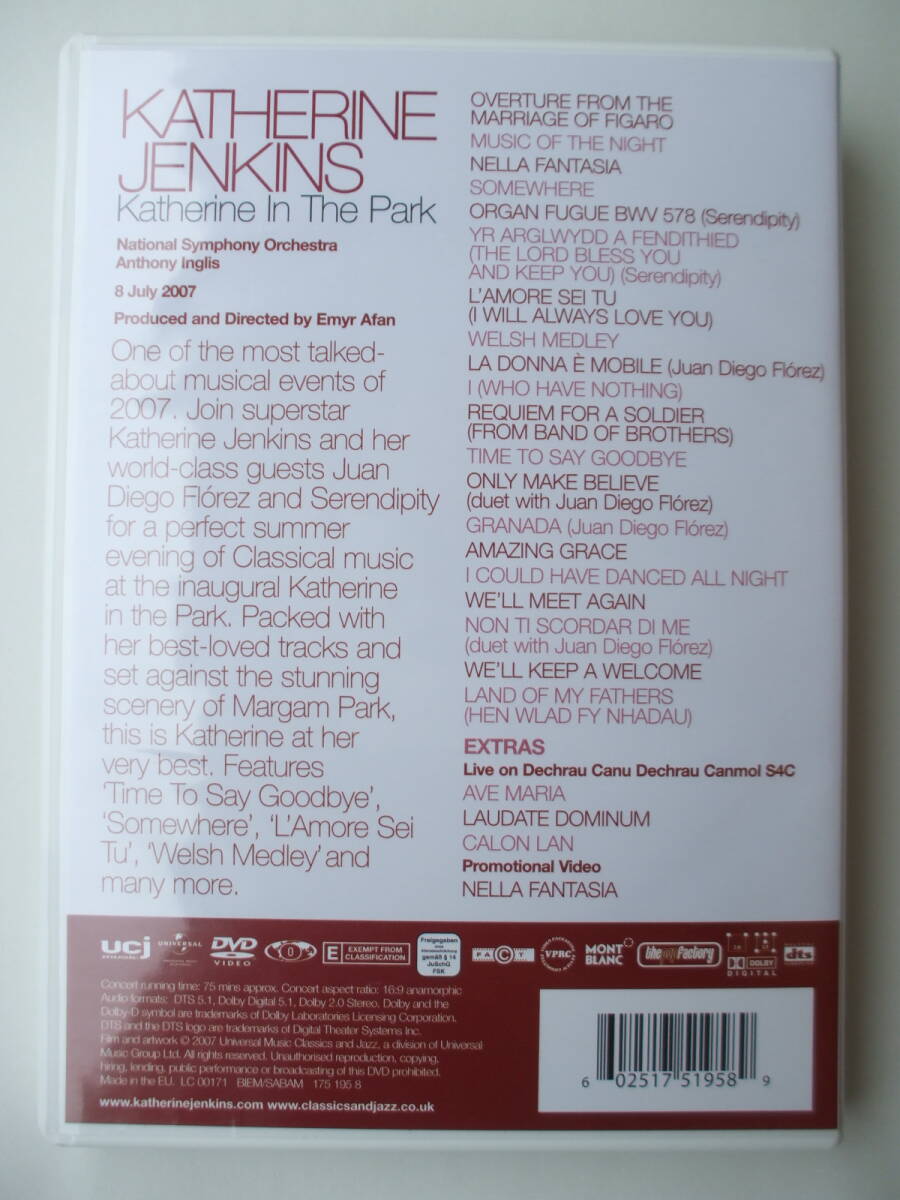 KATHERINE
JENKINS
Katherine In The Park
National Symphony Orchestra
Anthony Inglis
8 July 2007
Produced and Directed by Emyr Afan
One of the most talked-
about musical events of
2007. Join superstar
Katherine Jenkins and her
world-class guests Juan
Diego Flórez and Serendipity
for a perfect summer
evening of Classical music
at the inaugural Katherine
in the Park. Packed with
her best-loved tracks and
set against the stunning
scenery of Margam Park,
this is Katherine at her
very best. Features
'Time To Say Goodbye',
'Somewhere', 'L'Amore Sei
Tu', 'Welsh Medley' and
many more.
OVERTURE FROM THE
MARRIAGE OF FIGARO
MUSIC OF THE NIGHT
NELLA FANTASIA
SOMEWHERE
ORGAN FUGUE BWV 578 (Serendipity)
YR ARGLWYDD A FENDITHIED
(THE LORD BLESS YOU
AND KEEP YOU) (Serendipity)
L'AMORE SEI TU
(I WILL ALWAYS LOVE YOU)
WELSH MEDLEY
LA DONNA È MOBILE (Juan Diego Flórez)
I (WHO HAVE NOTHING)
REQUIEM FOR A SOLDIER
(FROM BAND OF BROTHERS)
TIME TO SAY GOODBYE
ONLY MAKE BELIEVE
(duet with Juan Diego Flórez)
GRANADA (Juan Diego Flórez)
AMAZING GRACE
I COULD HAVE DANCED ALL NIGHT
WE'LL MEET AGAIN
NON TI SCORDAR DI ME
(duet with Juan Diego Flórez)
WE'LL KEEP A WELCOME
LAND OF MY FATHERS
(HEN WLAD FY NHADAU)
EXTRAS
Live on Dechrau Canu Dechrau Canmol S4C
AVE MARIA
LAUDATE DOMINUM
CALON LAN
Promotional Video
NELLA FANTASIA
ucj
UNIVERSAL
DVD
VIDEO
0
E EXEMPT FROM
CLASSIFICATION
Freigegeben
gemäß § 14
JuSchG
FSK
PACT
VPRC
MONT
BLANC
the factory
DOLBY
DIGITAL
dts
Concert running time: 75 mins approx. Concert aspect ratio: 16:9 anamorphic
Audio formats: DTS 5.1, Dolby Digital 5.1, Dolby 2.0 Stereo. Dolby and the
Dolby-D symbol are trademarks of Dolby Laboratories Licensing Corporation.
DTS and the DTS logo are trademarks of Digital Theater Systems Inc.
Film and artwork © 2007 Universal Music Classics and Jazz, a division of Universal
Music Group Ltd. All rights reserved. Unauthorised reproduction, copying,
hiring, lending, public performance or broadcasting of this DVD prohibited.
Made in the EU. LC 00171 BIEM/SABAM 175 195 8
www.katherinejenkins.com www.classicsandjazz.co.uk
6 02517 51958 9